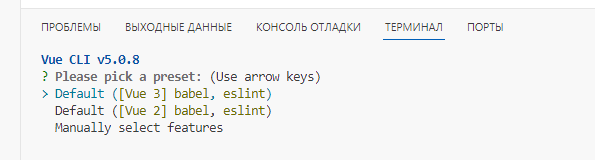 ПРОБЛЕМЫ ВЫХОДНЫЕ ДАННЫЕ КОНСОЛЬ ОТЛАДКИ ТЕРМИНАЛ ПОРТЫ
Vue CLI v5.0.8
? Please pick a preset: (Use arrow keys)
> Default ([Vue 3] babel, eslint)
Default ([Vue 2] babel, eslint)
Manually select features